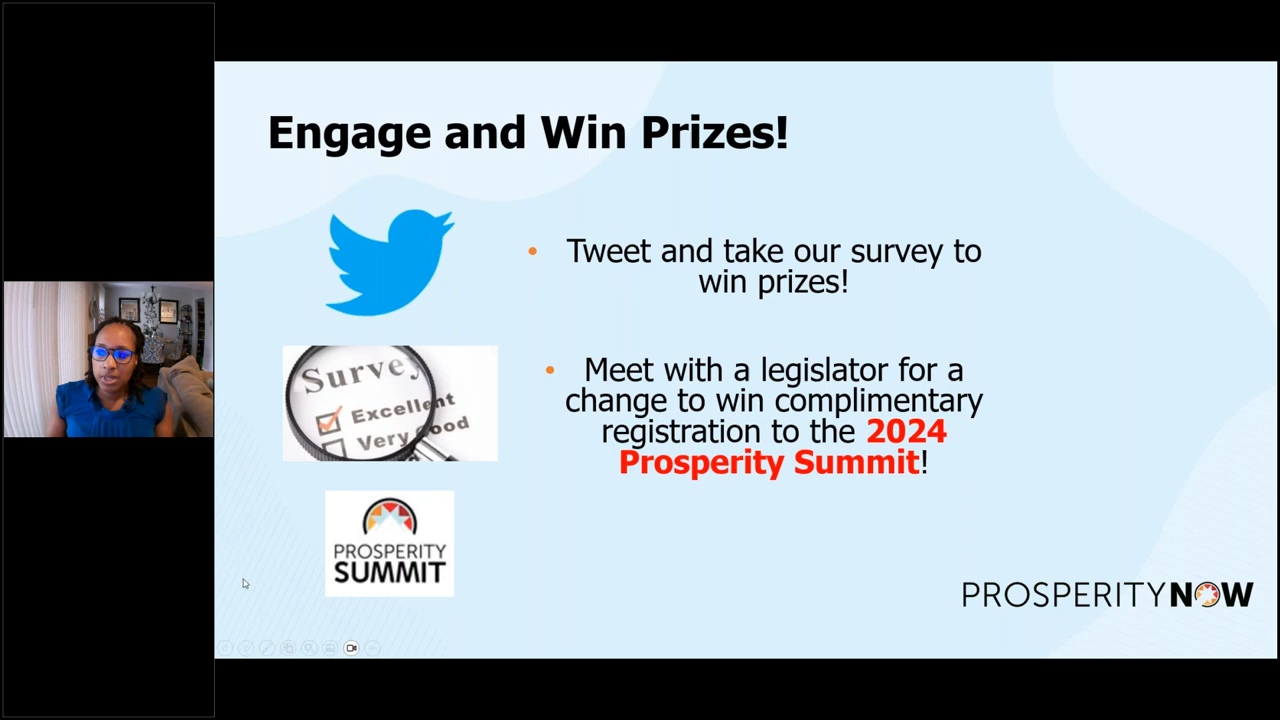 Engage and Win Prizes!
• Tweet and take our survey to
win prizes!
Survey
Excellent
Very Good
• Meet with a legislator for a
change to win complimentary
registration to the 2024
Prosperity Summit!
PROSPERITY
SUMMIT
PROSPERITY NOW